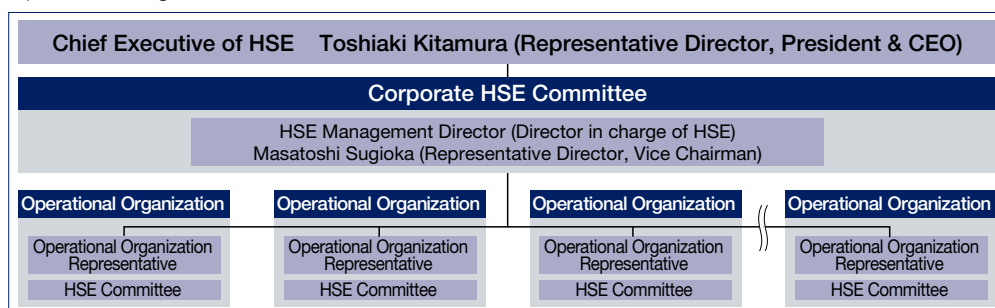 Chief Executive of HSE Toshiaki Kitamura (Representative Director, President & CEO)
Corporate HSE Committee
HSE Management Director (Director in charge of HSE)
Masatoshi Sugioka (Representative Director, Vice Chairman)
Operational Organization
Operational Organization
Representative
HSE Committee
Operational Organization
Operational Organization
Representative
HSE Committee
Operational Organization
Operational Organization
Representative
HSE Committee
Operational Organization
Operational Organization
Representative
HSE Committee